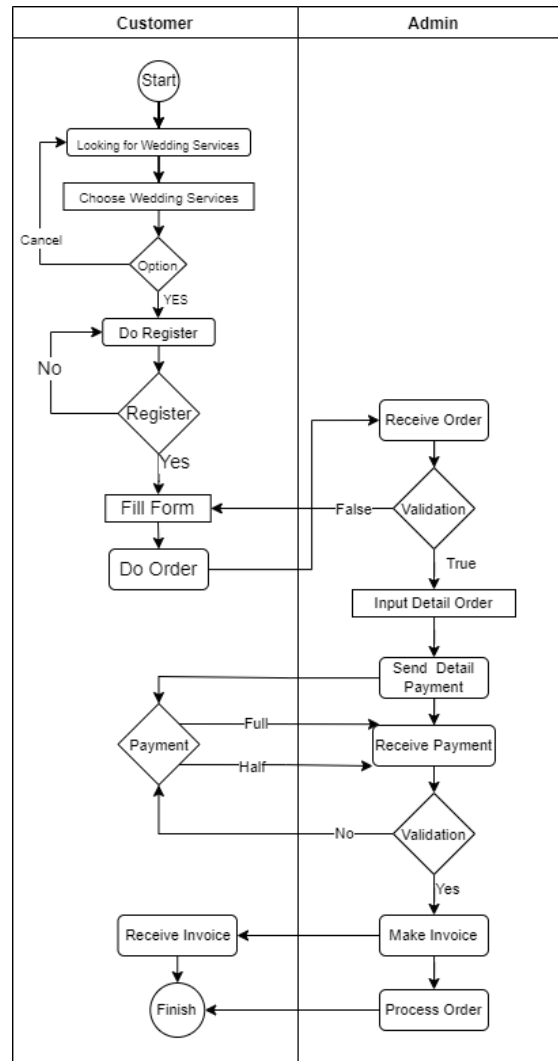 Customer
Admin
Start
Looking for Wedding Services
Choose Wedding Services
Cancel
Option
YES
Do Register
No
Register
Receive Order
Yes
Fill Form
False
Validation
Do Order
True
Input Detail Order
Send Detail
Payment
Full
Payment
Receive Payment
Half
No
Validation
Yes
Receive Invoice
Make Invoice
Finish
Process Order